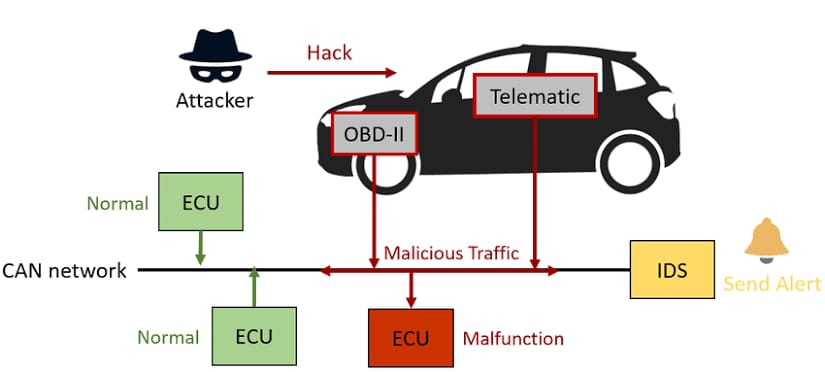 Hack
Attacker
Telematic
OBD-II
Normal
ECU
Malicious Traffic
CAN network
IDS
Send Alert
Normal
ECU
ECU
Malfunction